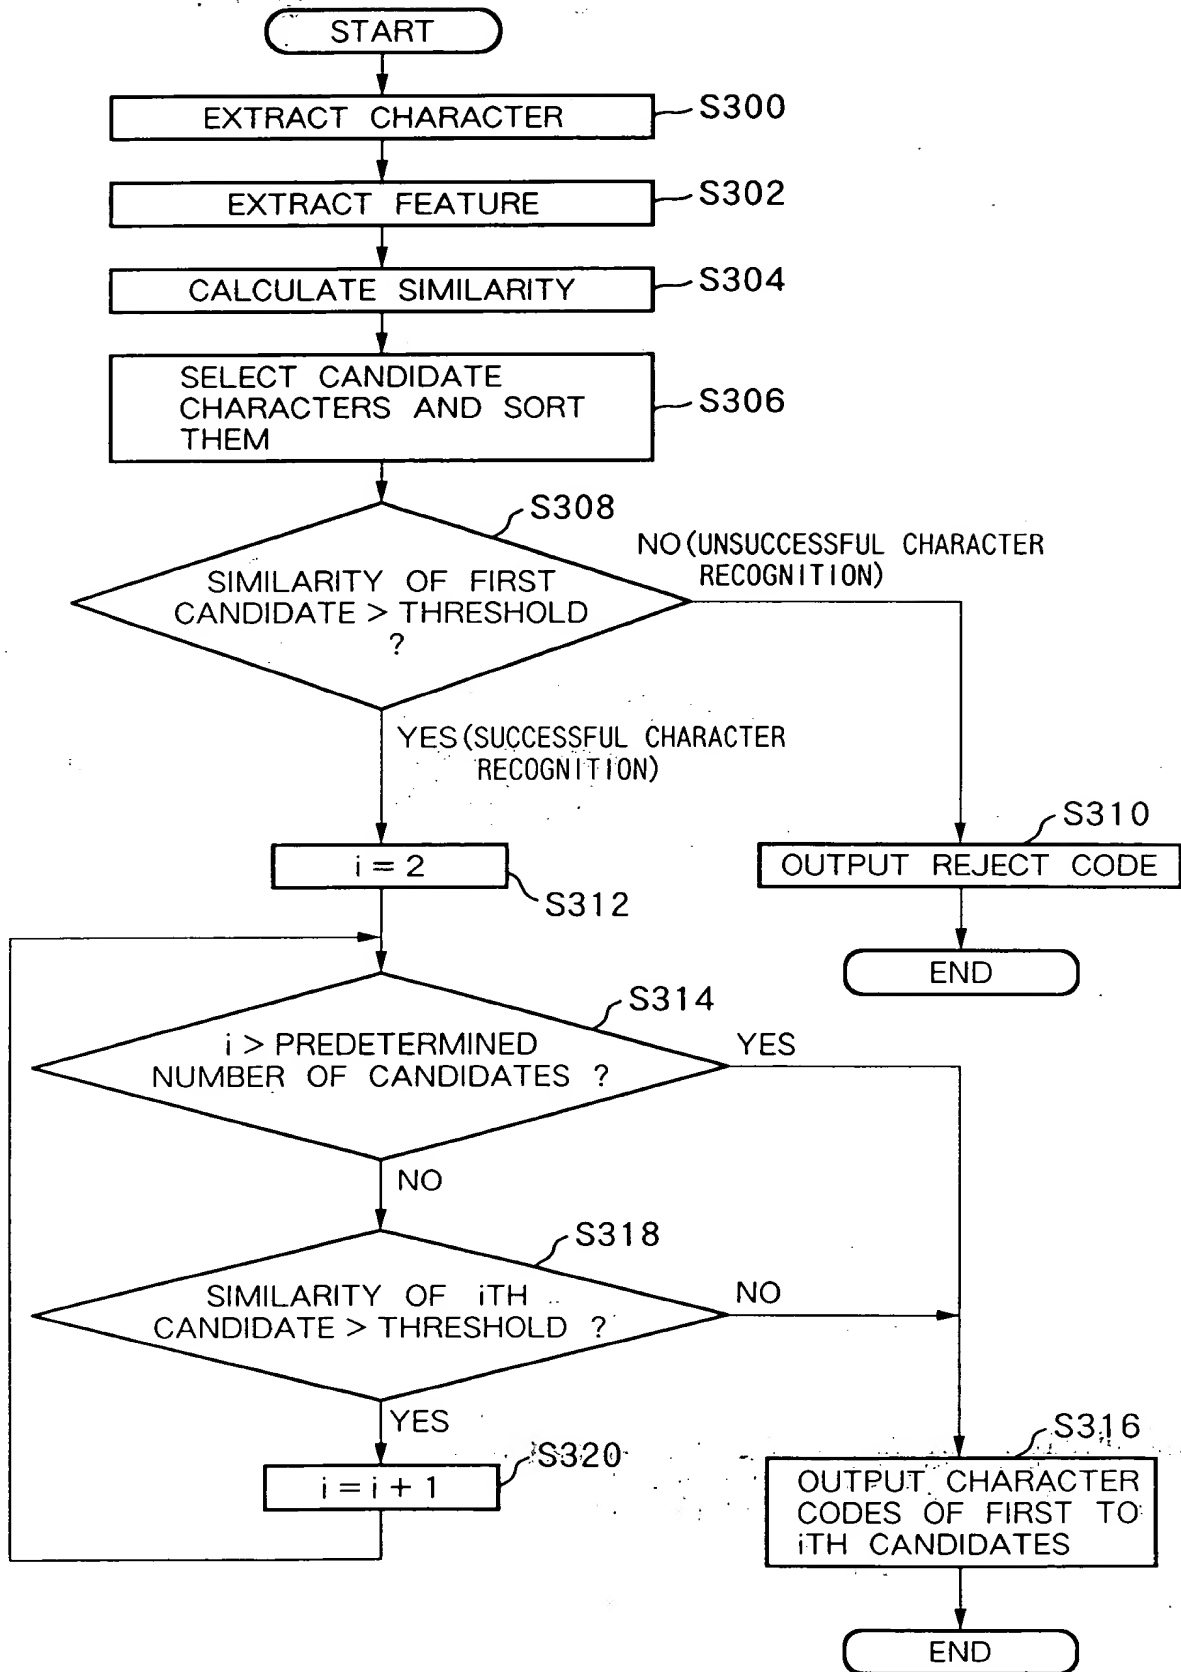 START
EXTRACT CHARACTER
S300
EXTRACT FEATURE
S302
CALCULATE SIMILARITY
S304
SELECT CANDIDATE
CHARACTERS AND SORT
THEM
S306
S308
SIMILARITY OF FIRST
CANDIDATE > THRESHOLD
?
NO (UNSUCCESSFUL CHARACTER
RECOGNITION)
YES (SUCCESSFUL CHARACTER
RECOGNITION)
S310
OUTPUT REJECT CODE
END
i = 2
S312
S314
i > PREDETERMINED
NUMBER OF CANDIDATES ?
YES
NO
S318
SIMILARITY OF iTH
CANDIDATE > THRESHOLD ?
NO
YES
S320
i = i + 1
S316
OUTPUT CHARACTER
CODES OF FIRST TO
iTH CANDIDATES
END